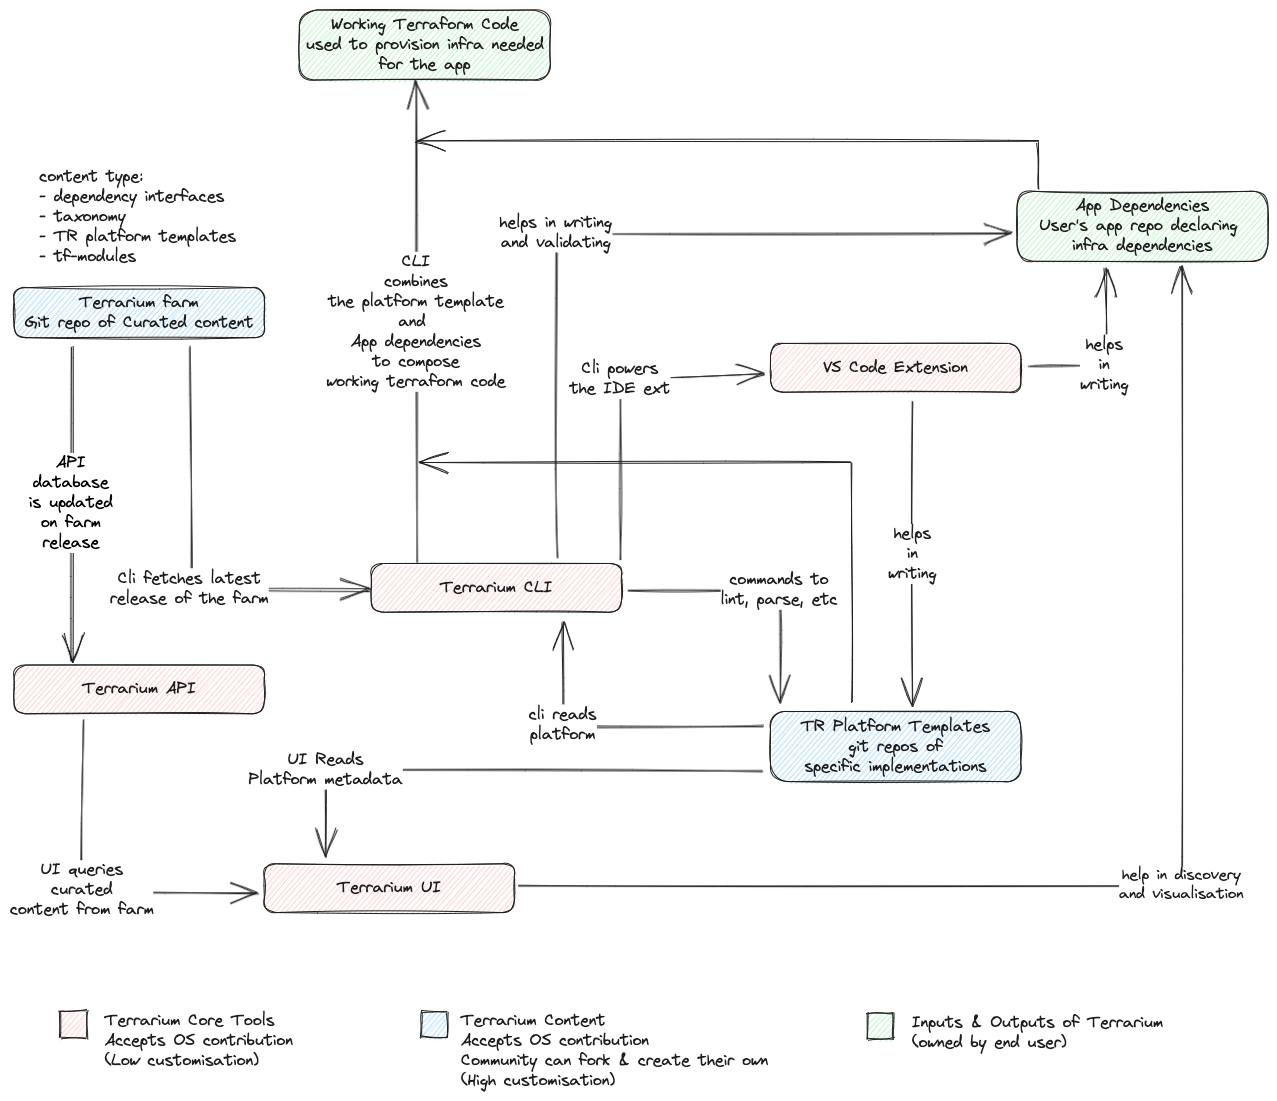 Working Terraform Code
used to provision infra needed
for the app
content type:
- dependency interfaces
- taxonomy
- TR platform templates
- tf-modules
App Dependencies
User's app repo declaring
infra dependencies
helps in writing
and validating
CLI
combines
the platform template
and
App dependencies
to compose
working terraform code
Terrarium farm
Git repo of Curated content
Cli powers
the IDE ext
VS Code Extension
helps
in
writing
API
database
is updated
on farm
release
helps
in
writing
Cli fetches latest
release of the farm
Terrarium CLI
commands to
lint, parse, etc
Terrarium API
cli reads
platform
TR Platform Templates
git repos of
specific implementations
UI Reads
Platform metadata
UI queries
curated
content from farm
Terrarium UI
help in discovery
and visualisation
Terrarium Core Tools
Accepts OS contribution
(Low customisation)
Terrarium Content
Accepts OS contribution
Community can fork & create their own
(High customisation)
Inputs & Outputs of Terrarium
(owned by end user)